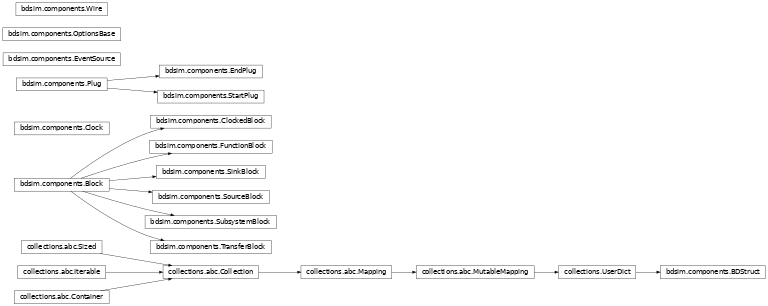 bdsim.components.Wire
bdsim.components.OptionsBase
bdsim.components.EventSource
bdsim.components.Plug
bdsim.components.EndPlug
bdsim.components.StartPlug
bdsim.components.Clock
bdsim.components.ClockedBlock
bdsim.components.FunctionBlock
bdsim.components.SinkBlock
bdsim.components.Block
bdsim.components.SourceBlock
bdsim.components.SubsystemBlock
bdsim.components.TransferBlock
collections.abc.Sized
collections.abc.Iterable
collections.abc.Collection
collections.abc.Mapping
collections.abc.MutableMapping
collections.UserDict
bdsim.components.BDStruct
collections.abc.Container